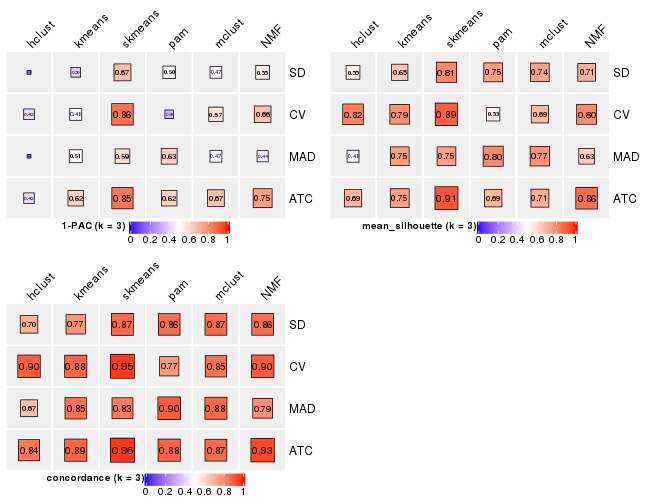 hclust kmeans skmeans pam mclust NMF
0.67 0.50 0.47 0.55 SD
0.42 0.48 0.86 0.57 0.66 CV
0.51 0.59 0.63 0.47 0.44 MAD
0.42 0.62 0.85 0.62 0.67 0.75 ATC
1-PAC (k = 3)
0 0.2 0.4 0.6 0.8 1
hclust kmeans skmeans pam mclust NMF
0.55 0.65 0.81 0.75 0.74 0.71 SD
0.82 0.79 0.89 0.53 0.69 0.80 CV
0.48 0.75 0.75 0.80 0.77 0.63 MAD
0.69 0.75 0.91 0.69 0.71 0.86 ATC
mean_silhouette (k = 3)
0 0.2 0.4 0.6 0.8 1
hclust kmeans skmeans pam mclust NMF
0.70 0.77 0.87 0.86 0.87 0.86 SD
0.90 0.88 0.95 0.77 0.85 0.90 CV
0.67 0.85 0.83 0.90 0.88 0.79 MAD
0.84 0.89 0.96 0.88 0.87 0.93 ATC
concordance (k = 3)
0 0.2 0.4 0.6 0.8 1